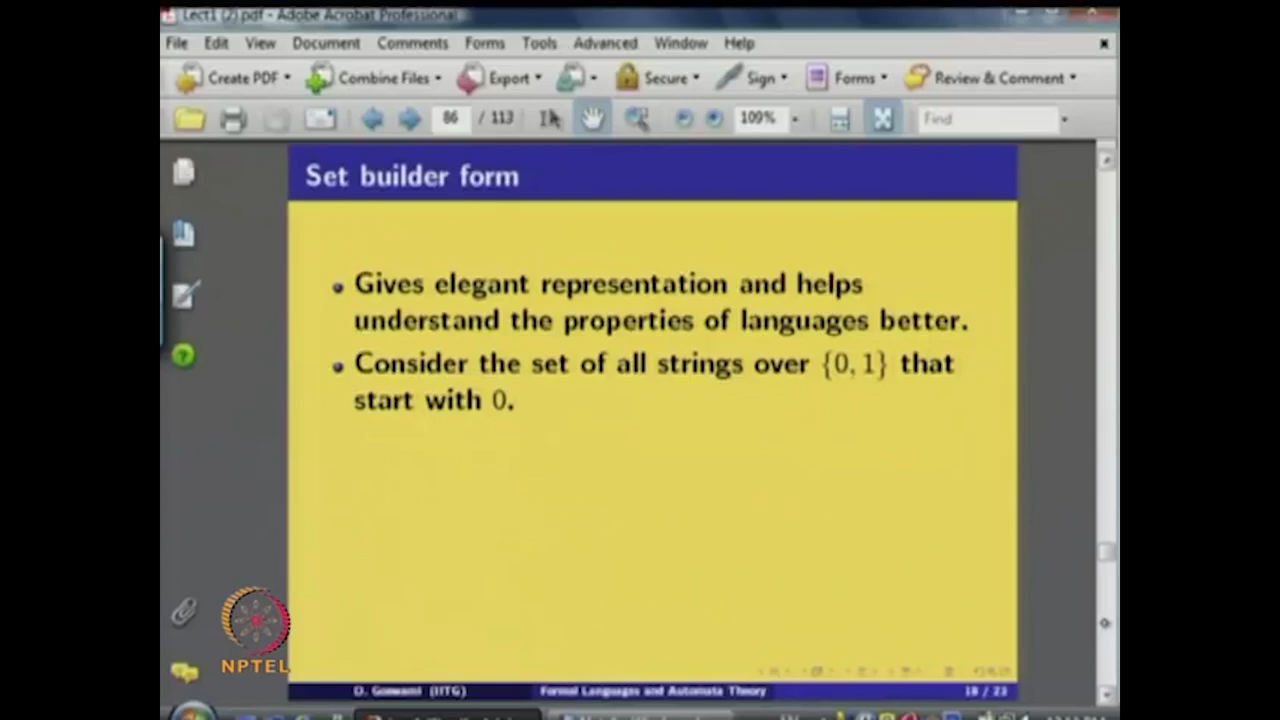 Lect1 (2).pdf - Adobe Acrobat Professional
File Edit View Document Comments Forms Tools Advanced Window Help
Create PDF Combine Files Export Secure Sign Forms Review & Comment
86 / 113 109% Find
Set builder form
Gives elegant representation and helps
understand the properties of languages better.
Consider the set of all strings over {0, 1} that
start with 0.
NPTEL
D. Goswami (IITG) Formal Languages and Automata Theory 18 / 23